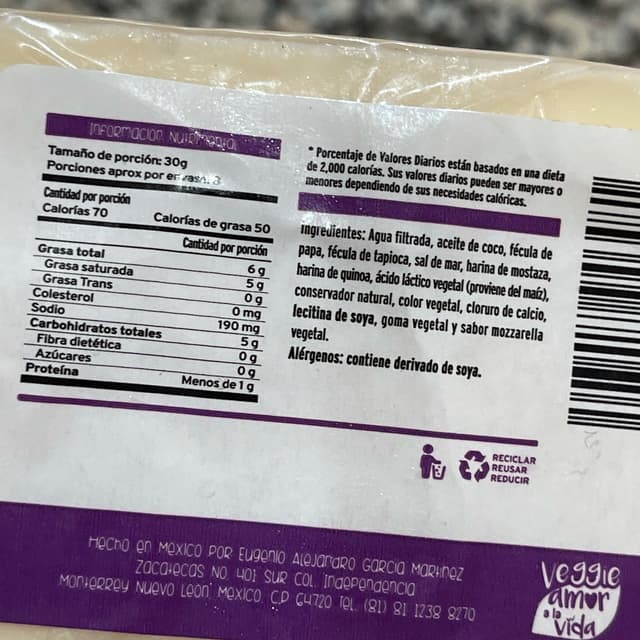 Información Nutrimental
Tamaño de porción: 30g
Porciones aprox por envase: 8
Cantidad por porción
Calorías 70 Calorías de grasa 50
Cantidad por porción
Grasa total 6 g
Grasa saturada 5 g
Grasa Trans 0 g
Colesterol 0 mg
Sodio 190 mg
Carbohidratos totales 5 g
Fibra dietética 0 g
Azúcares 0 g
Proteína Menos de 1 g
* Porcentaje de Valores Diarios están basados en una dieta
de 2,000 calorías. Sus valores diarios pueden ser mayores o
menores dependiendo de sus necesidades calóricas.
Ingredientes: Agua filtrada, aceite de coco, fécula de
papa, fécula de tapioca, sal de mar, harina de mostaza,
harina de quinoa, ácido láctico vegetal (proviene del maíz),
conservador natural, color vegetal, cloruro de calcio,
lecitina de soya, goma vegetal y sabor mozzarella
vegetal.
Alérgenos: contiene derivado de soya.
RECICLAR
REUSAR
REDUCIR
Hecho en Mexico POR Eugenio Alejandro Garcia Martinez
Zacatecas No. 401 Sur Col. Independencia
Monterrey Nuevo Leon, Mexico, C.P 64720 Tel. (81) 81 1238 8270
Veggie
amor
a la
vida